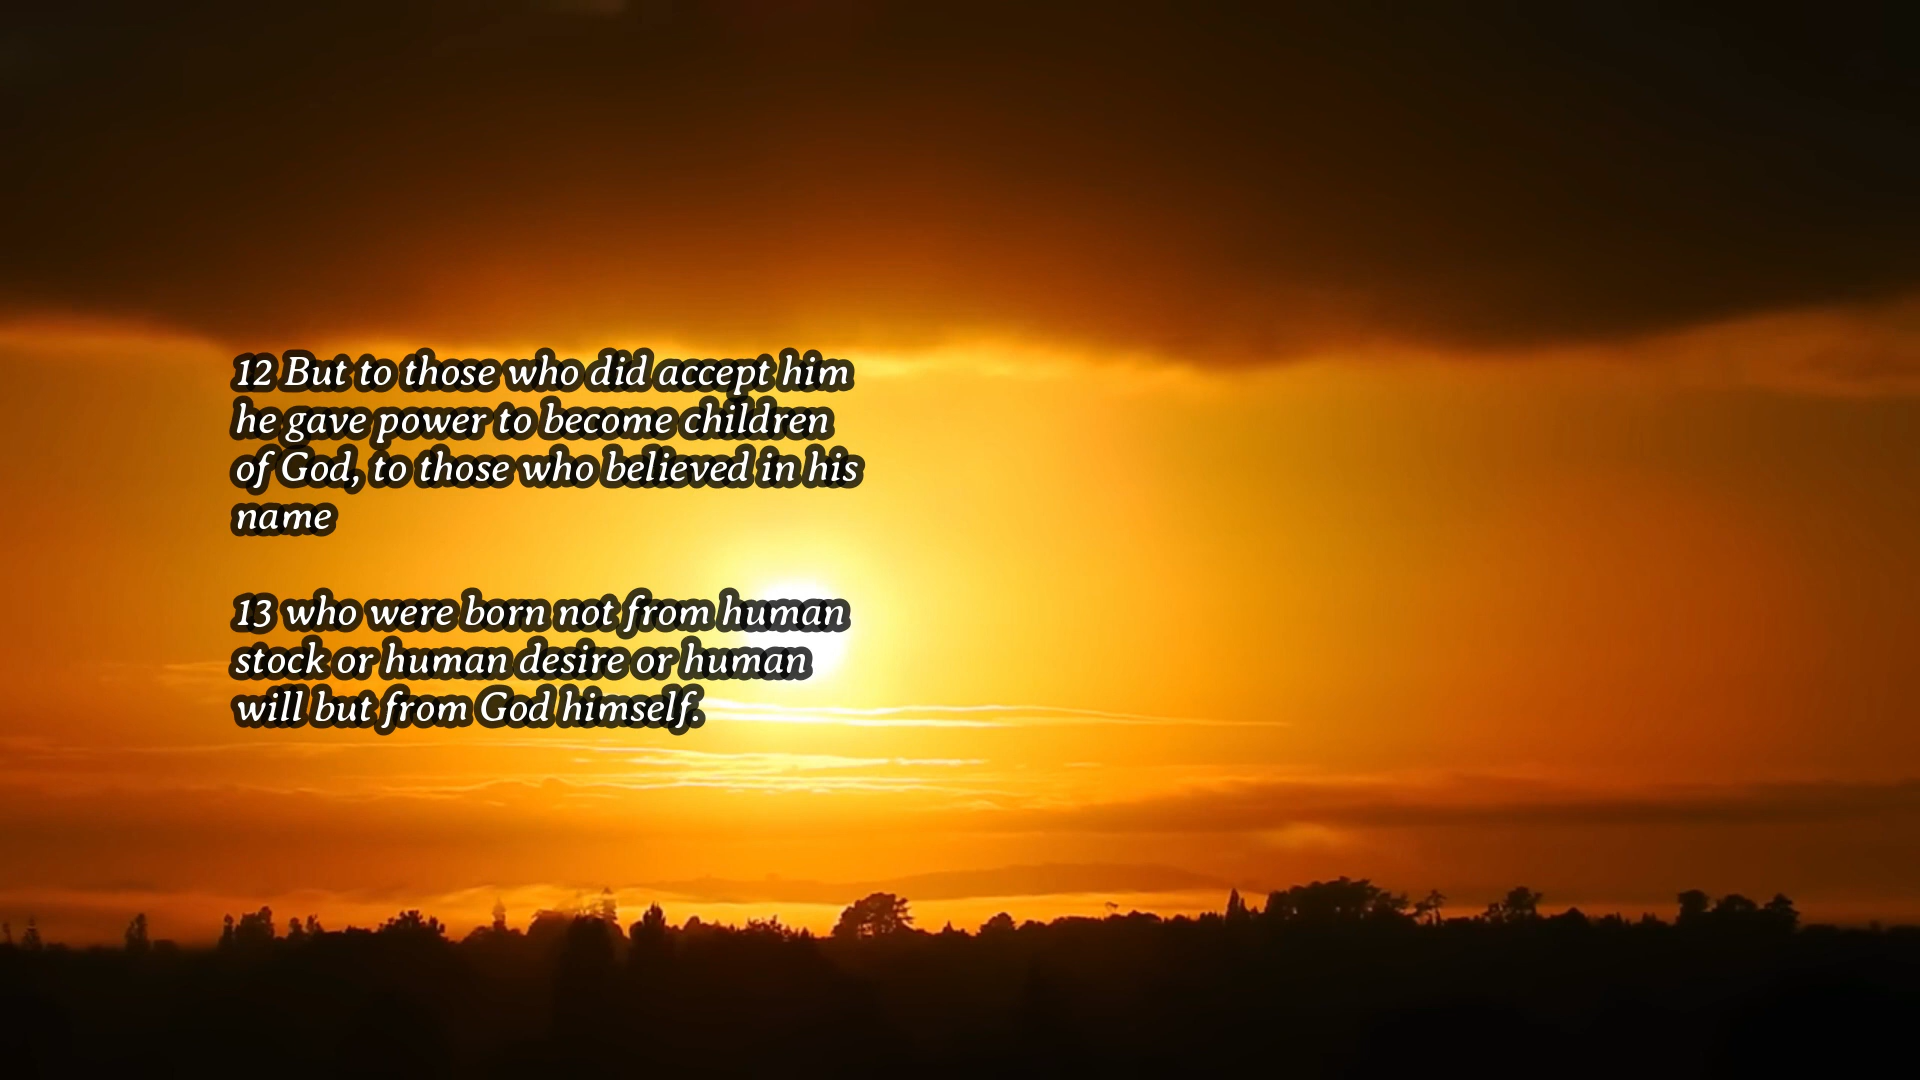 12 But to those who did accept him
he gave power to become children
of God, to those who believed in his
name
13 who were born not from human
stock or human desire or human
will but from God himself.